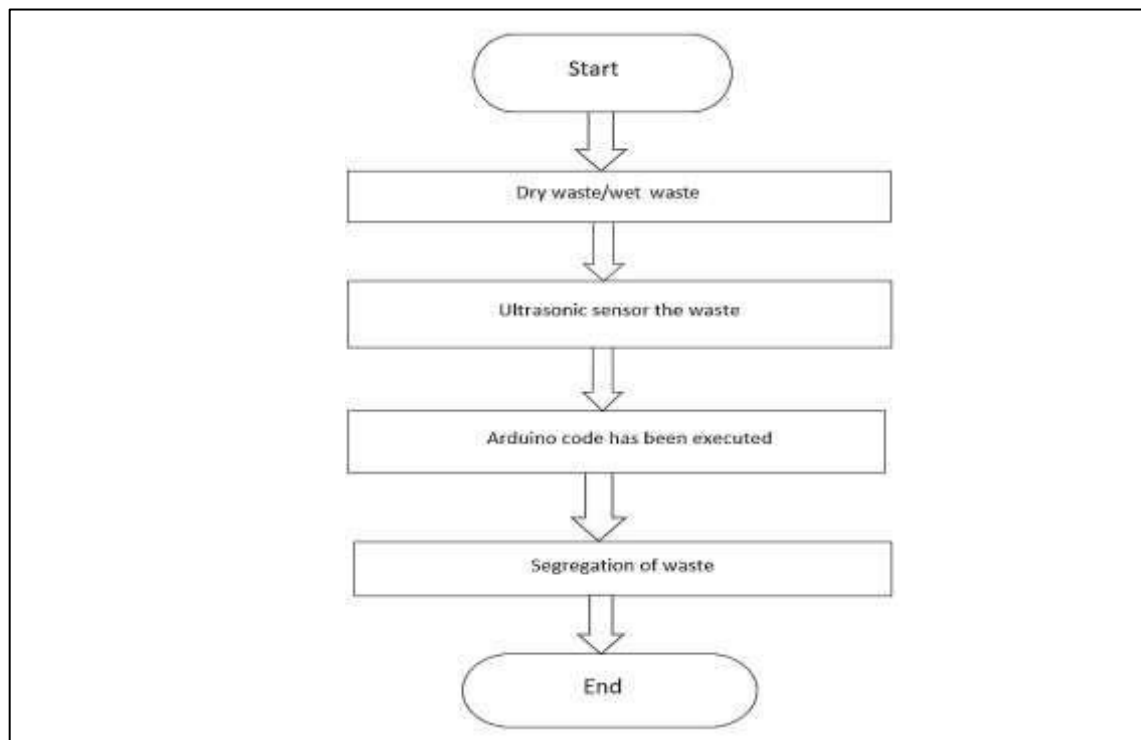 Start
Dry waste/wet waste
Ultrasonic sensor the waste
Arduino code has been executed
Segregation of waste
End